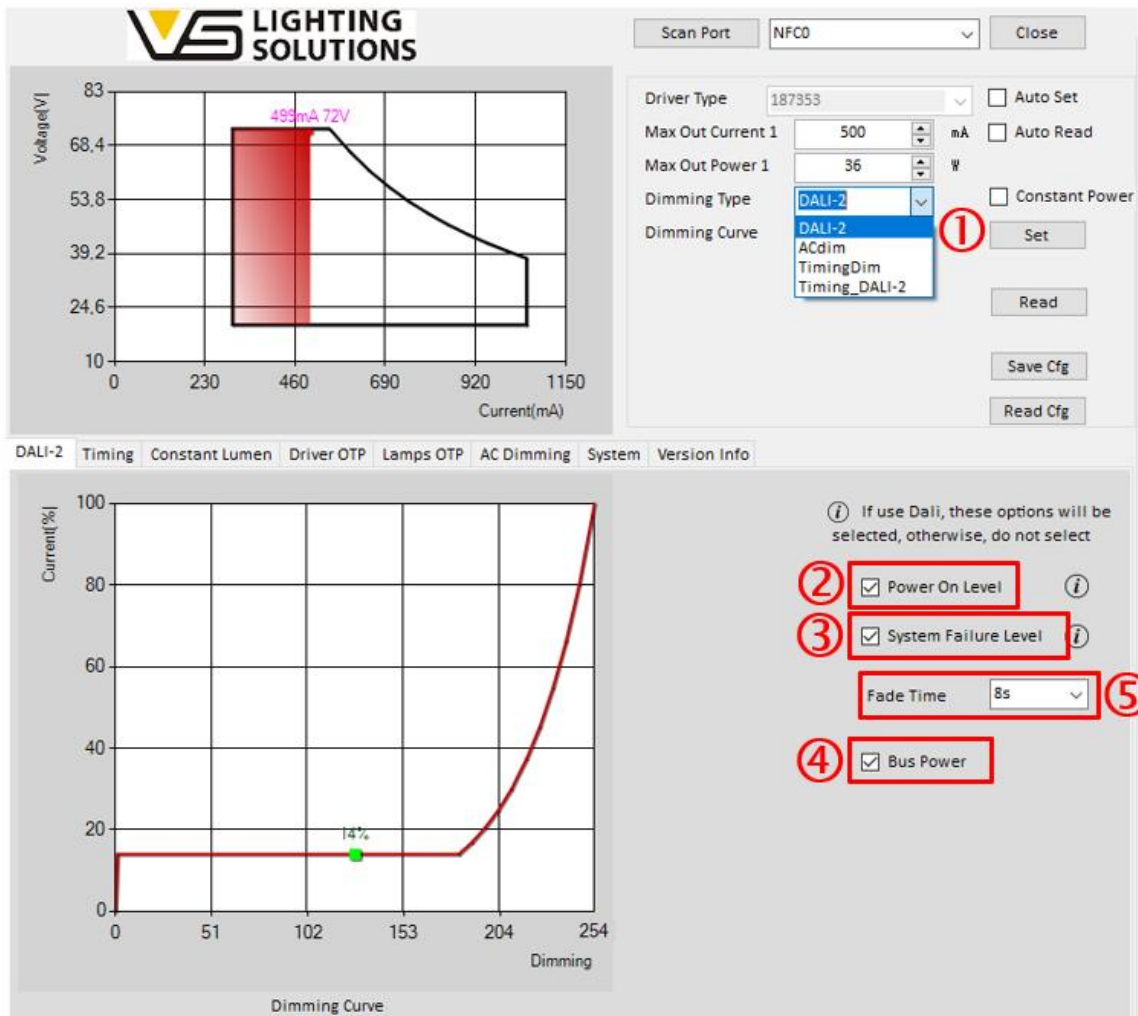 VS LIGHTING
SOLUTIONS
Scan Port NFC0 Close
Voltage[V]
83
68.4
53.8
39.2
24.6
10
499mA 72V
0 230 460 690 920 1150
Current(mA)
Driver Type 187353 Auto Set
Max Out Current 1 500 mA Auto Read
Max Out Power 1 36 W
Dimming Type DALI-2 Constant Power
Dimming Curve DALI-2 ① Set
ACdim
TimingDim
Timing_DALI-2
Read
Save Cfg
Read Cfg
DALI-2 Timing Constant Lumen Driver OTP Lamps OTP AC Dimming System Version Info
Current[%]
100
80
60
40
20
0
14%
0 51 102 153 204 254
Dimming
Dimming Curve
i If use Dali, these options will be
selected, otherwise, do not select
② Power On Level i
③ System Failure Level i
Fade Time 8s ⑤
④ Bus Power